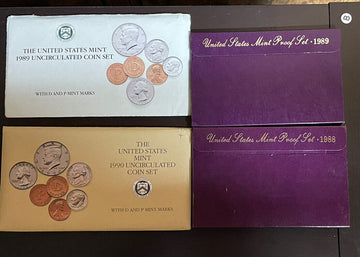 THE UNITED STATES MINT
1989 UNCIRCULATED COIN SET
WITH D AND P MINT MARKS
United States Mint Proof Set · 1989
THE
UNITED STATES
MINT
1990 UNCIRCULATED
COIN SET
WITH D AND P MINT MARKS
United States Mint Proof Set · 1988